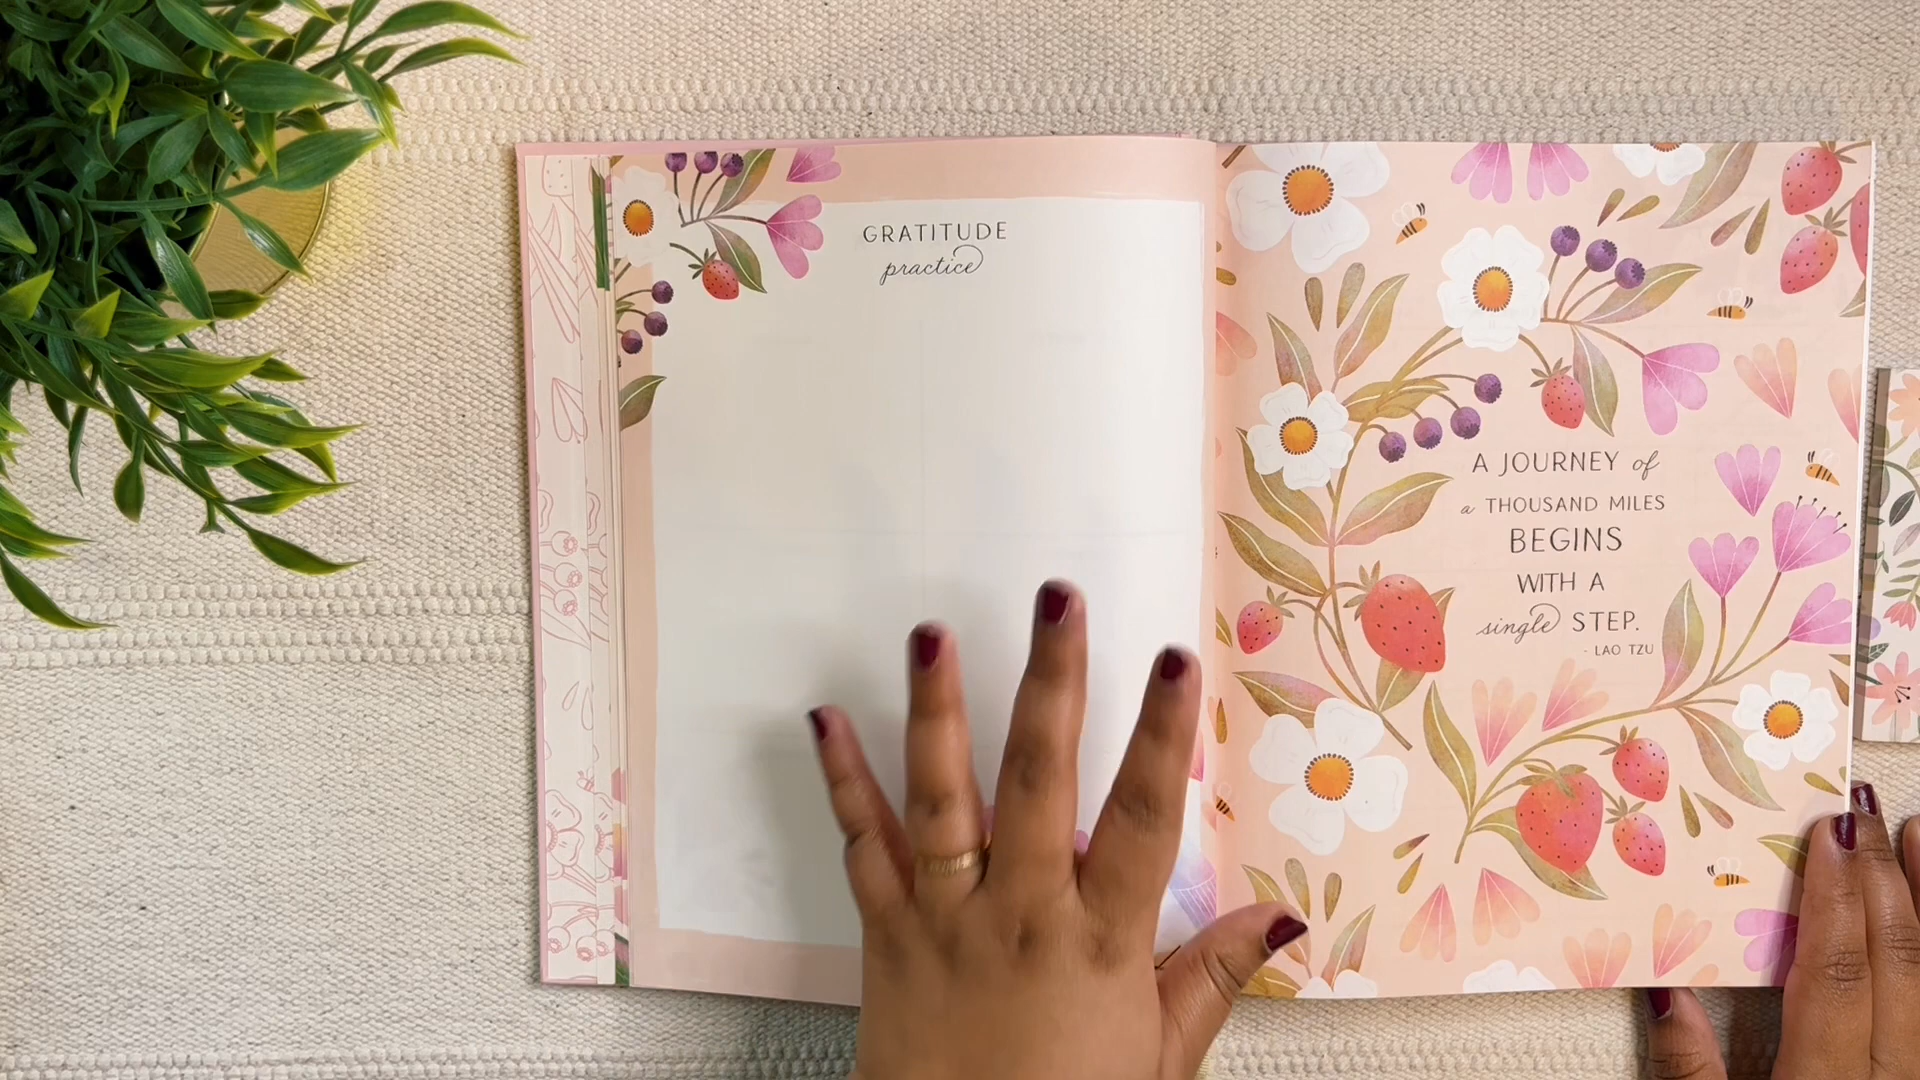 GRATITUDE
practice
A JOURNEY of
a THOUSAND MILES
BEGINS
WITH A
single STEP.
- LAO TZU